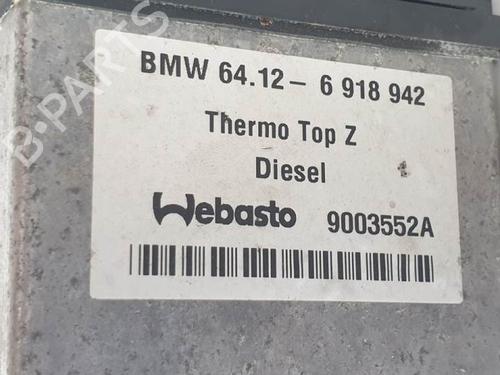 BMW 64.12- 6 918 942
Thermo Top Z
Diesel
Webasto 9003552A
B-PARTS